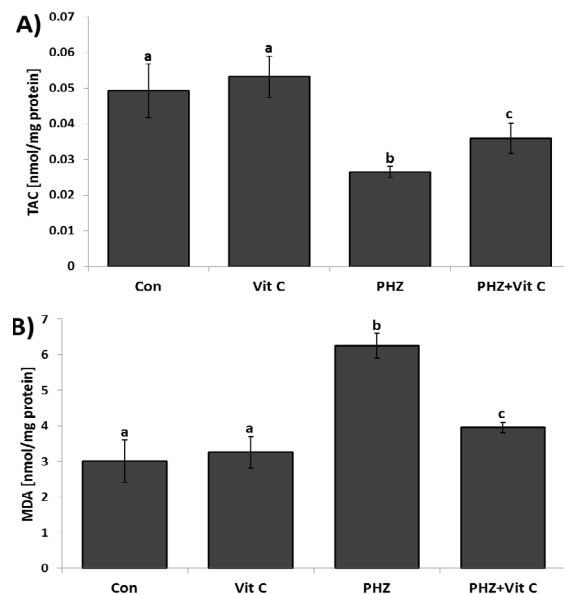 A)
TAC [nmol/mg protein]
0.07
0.06
0.05
0.04
0.03
0.02
0.01
0
a
a
b
c
Con
Vit C
PHZ
PHZ+Vit C
B)
MDA [nmol/mg protein]
7
6
5
4
3
2
1
0
a
a
b
c
Con
Vit C
PHZ
PHZ+Vit C